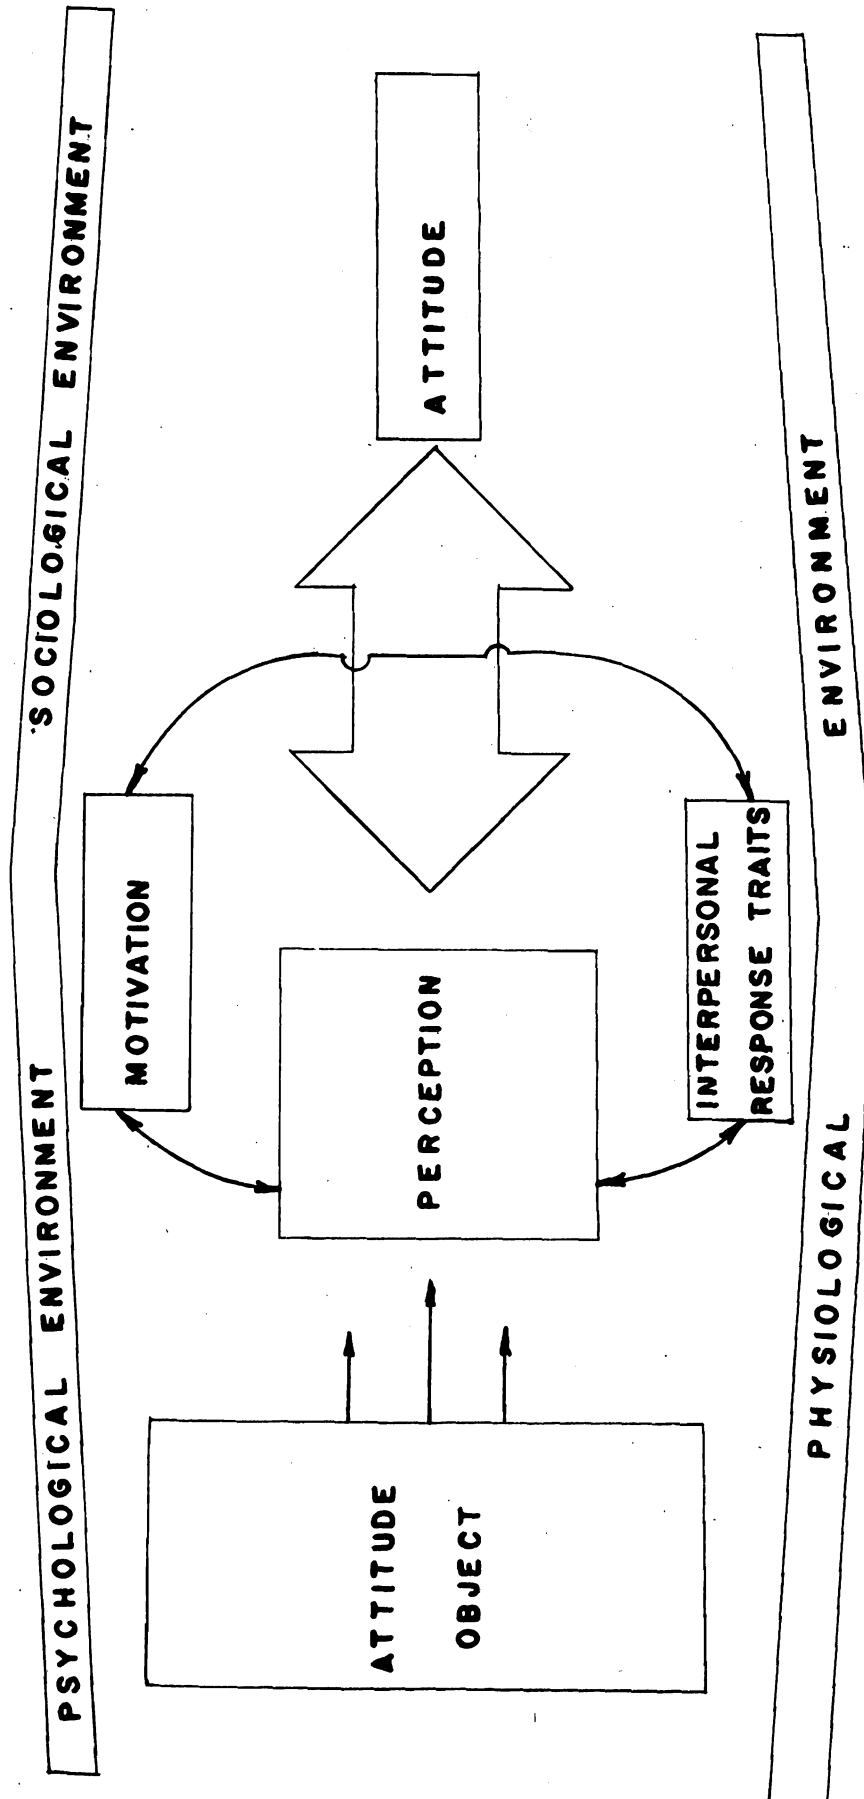 PSYCHOLOGICAL ENVIRONMENT
SOCIOLOGICAL ENVIRONMENT
MOTIVATION
ATTITUDE
OBJECT
PERCEPTION
ATTITUDE
INTERPERSONAL
RESPONSE TRAITS
PHYSIOLOGICAL ENVIRONMENT